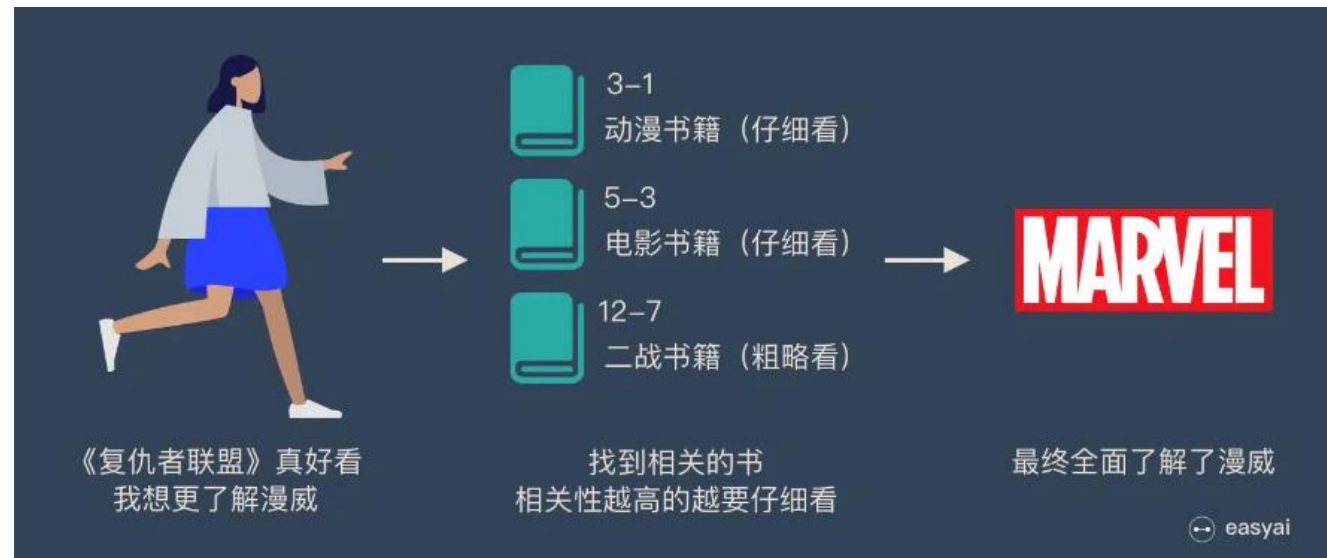 3-1
动漫书籍（仔细看）
5-3
电影书籍（仔细看）
12-7
二战书籍（粗略看）
MARVEL
《复仇者联盟》真好看
我想更了解漫威
找到相关的书
相关性越高的越要仔细看
最终全面了解了漫威
easyai